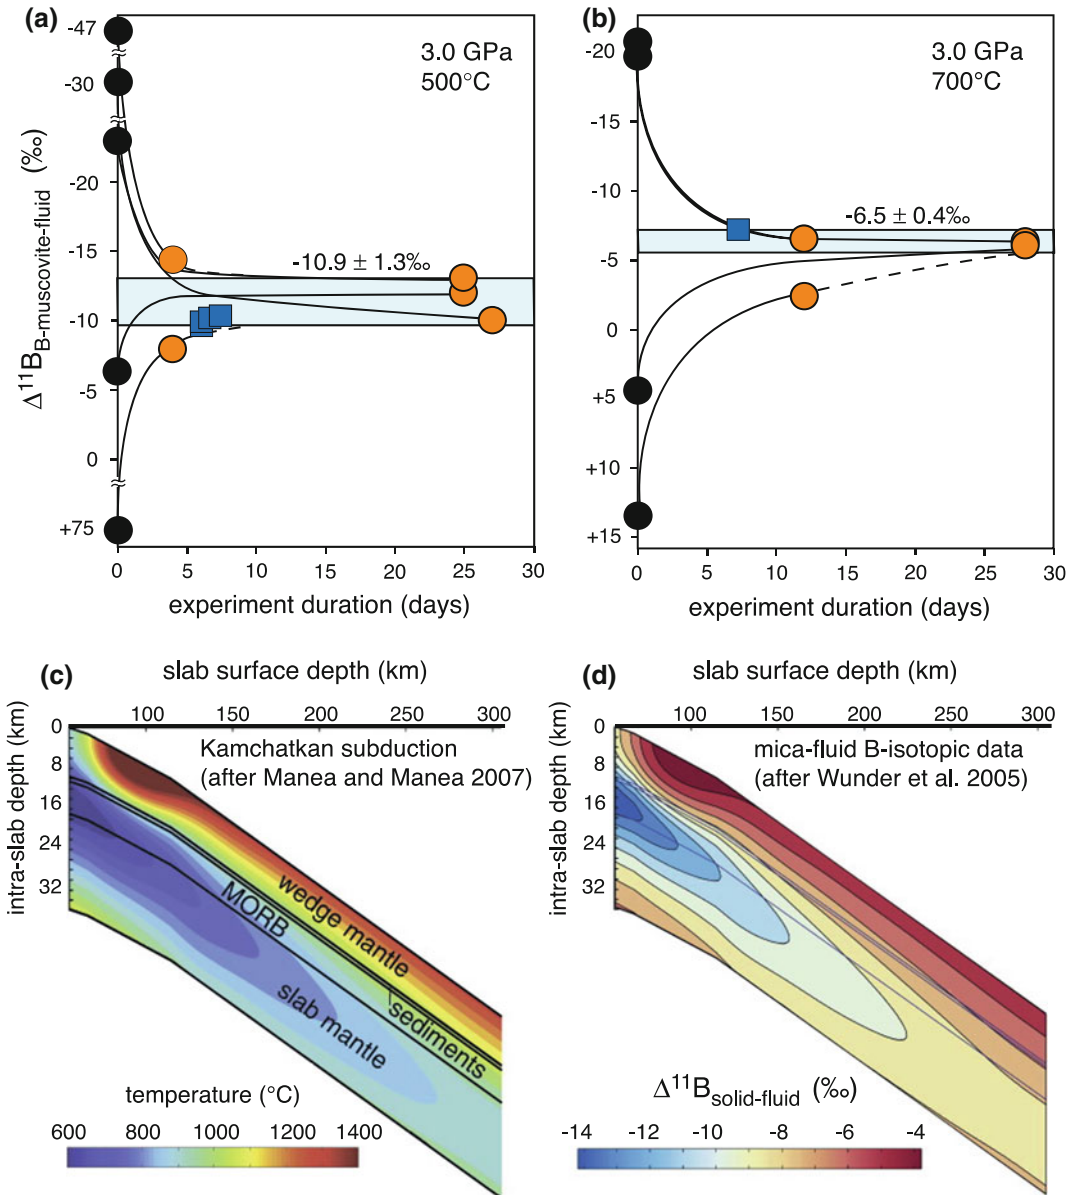 (a)
3.0 GPa
500°C
Δ¹¹B B-muscovite-fluid (‰)
-47
-30
-20
-15
-10
-5
0
+75
-10.9 ± 1.3‰
0 5 10 15 20 25 30
experiment duration (days)
(b)
3.0 GPa
700°C
-20
-15
-10
-5
0
+5
+10
+15
-6.5 ± 0.4‰
0 5 10 15 20 25 30
experiment duration (days)
(c)
slab surface depth (km)
100 150 200 250 300
intra-slab depth (km)
0
8
16
24
32
Kamchatkan subduction
(after Manea and Manea 2007)
wedge mantle
MORB
sediments
slab mantle
temperature (°C)
600 800 1000 1200 1400
(d)
slab surface depth (km)
100 150 200 250 300
intra-slab depth (km)
0
8
16
24
32
mica-fluid B-isotopic data
(after Wunder et al. 2005)
Δ¹¹B solid-fluid (‰)
-14 -12 -10 -8 -6 -4